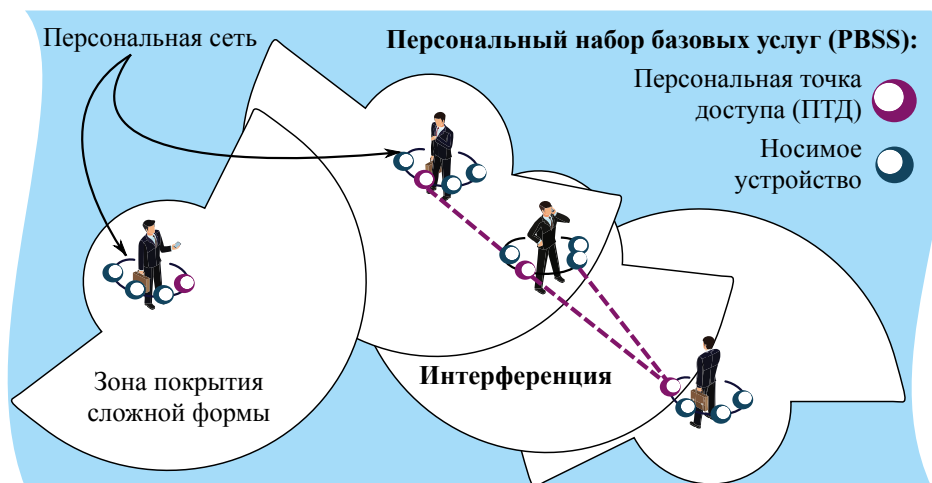 Персональная сеть
Персональный набор базовых услуг (PBSS):
Персональная точка
доступа (ПТД)
Носимое
устройство
Зона покрытия
сложной формы
Интерференция